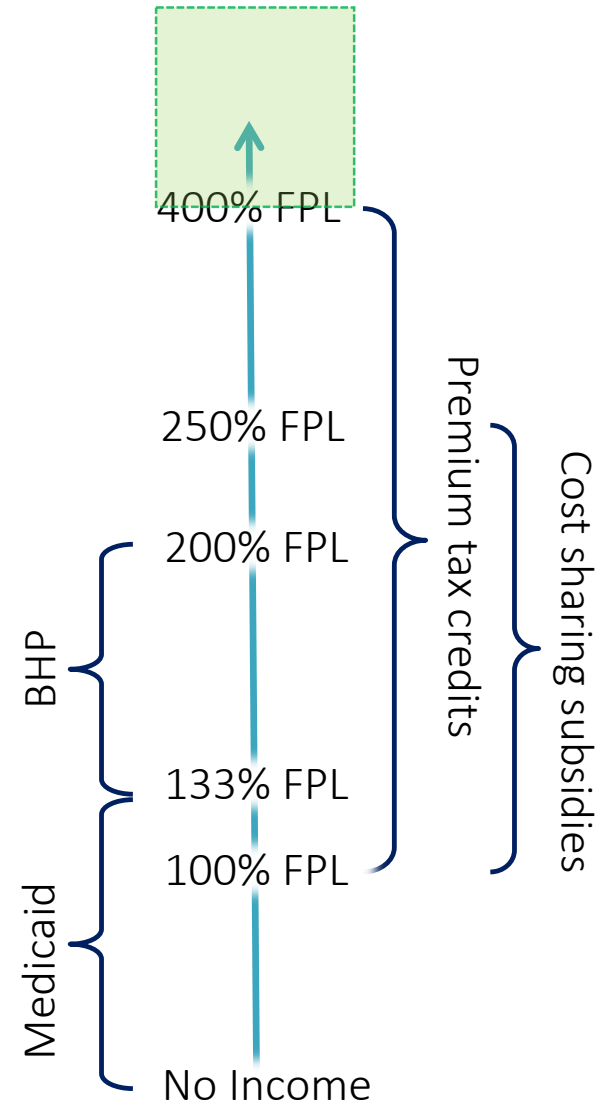 400% FPL
250% FPL
200% FPL
133% FPL
100% FPL
No Income
BHP
Medicaid
Premium tax credits
Cost sharing subsidies